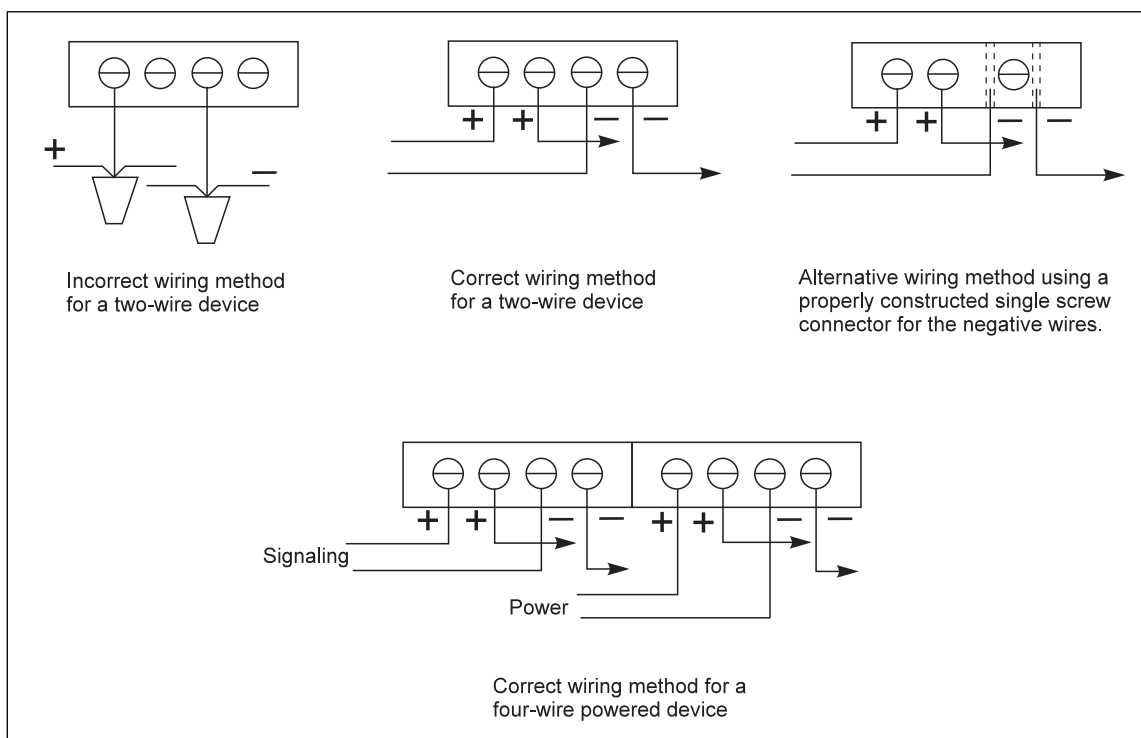 +
−
Incorrect wiring method
for a two-wire device
+ + − −
Correct wiring method
for a two-wire device
+ + − −
Alternative wiring method using a
properly constructed single screw
connector for the negative wires.
+ + − − + + − −
Signaling
Power
Correct wiring method for a
four-wire powered device